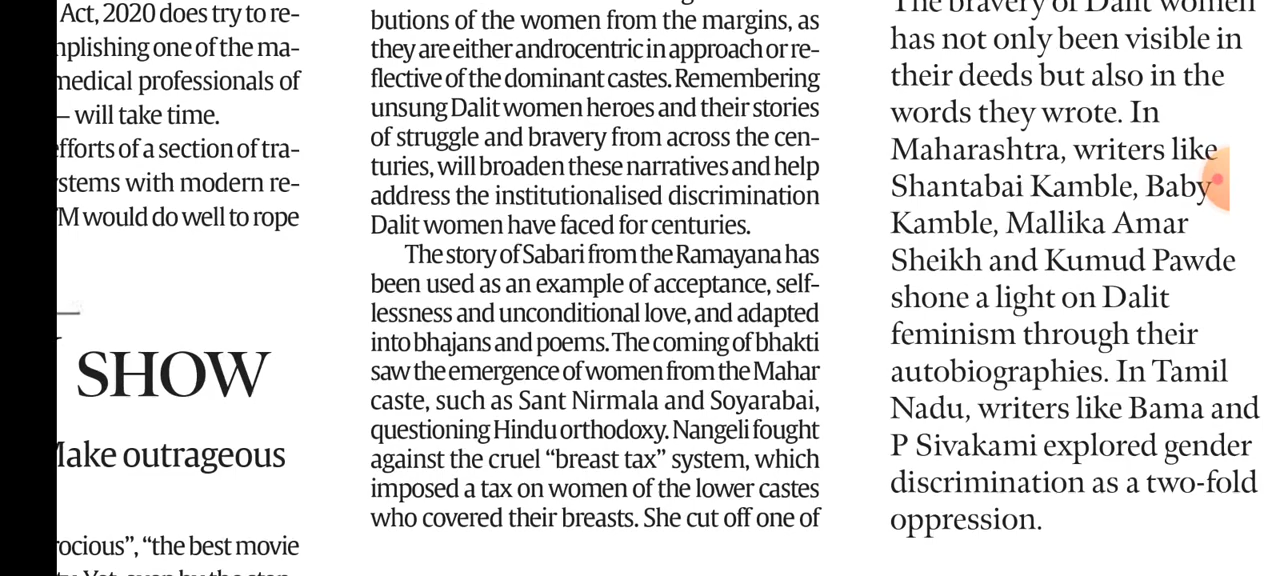 Act, 2020 does try to re-
one of the ma-
medical professionals of
— will take time.
efforts of a section of tra-
with modern re-
would do well to rope
SHOW
Make outrageous
"the best movie
butions of the women from the margins, as
they are either androcentric in approach or re-
flective of the dominant castes. Remembering
unsung Dalit women heroes and their stories
of struggle and bravery from across the cen-
turies, will broaden these narratives and help
address the institutionalised discrimination
Dalit women have faced for centuries.
The story of Sabari from the Ramayana has
been used as an example of acceptance, self-
lessness and unconditional love, and adapted
into bhajans and poems. The coming of bhakti
saw the emergence of women from the Mahar
caste, such as Sant Nirmala and Soyarabai,
questioning Hindu orthodoxy. Nangeli fought
against the cruel “breast tax” system, which
imposed a tax on women of the lower castes
who covered their breasts. She cut off one of
The bravery of Dalit women
has not only been visible in
their deeds but also in the
words they wrote. In
Maharashtra, writers like
Shantabai Kamble, Baby
Kamble, Mallika Amar
Sheikh and Kumud Pawde
shone a light on Dalit
feminism through their
autobiographies. In Tamil
Nadu, writers like Bama and
P Sivakami explored gender
discrimination as a two-fold
oppression.